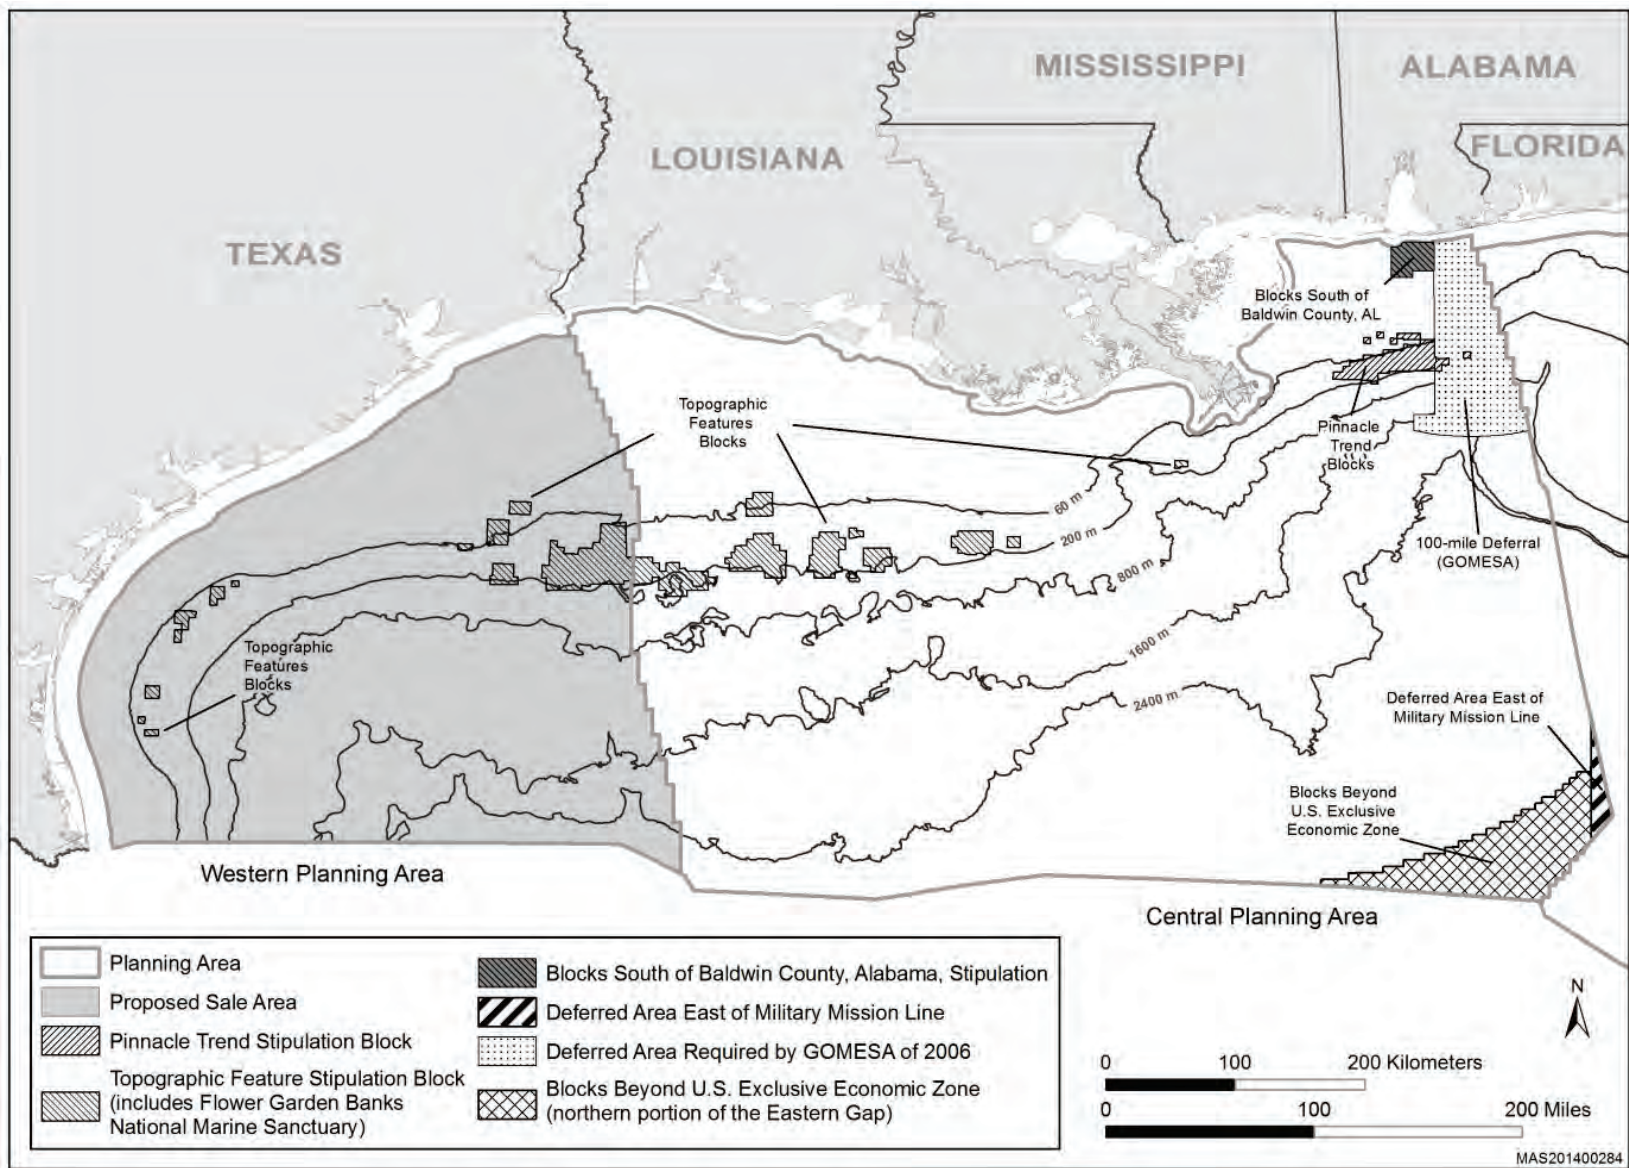 MISSISSIPPI
ALABAMA
LOUISIANA
FLORIDA
TEXAS
Blocks South of
Baldwin County, AL
Topographic
Features
Blocks
Pinnacle
Trend
Blocks
60 m
200 m
800 m
1600 m
2400 m
100-mile Deferral
(GOMESA)
Topographic
Features
Blocks
Deferred Area East of
Military Mission Line
Blocks Beyond
U.S. Exclusive
Economic Zone
Western Planning Area
Central Planning Area
Planning Area
Proposed Sale Area
Pinnacle Trend Stipulation Block
Topographic Feature Stipulation Block
(includes Flower Garden Banks
National Marine Sanctuary)
Blocks South of Baldwin County, Alabama, Stipulation
Deferred Area East of Military Mission Line
Deferred Area Required by GOMESA of 2006
Blocks Beyond U.S. Exclusive Economic Zone
(northern portion of the Eastern Gap)
N
0 100 200 Kilometers
0 100 200 Miles
MAS201400284